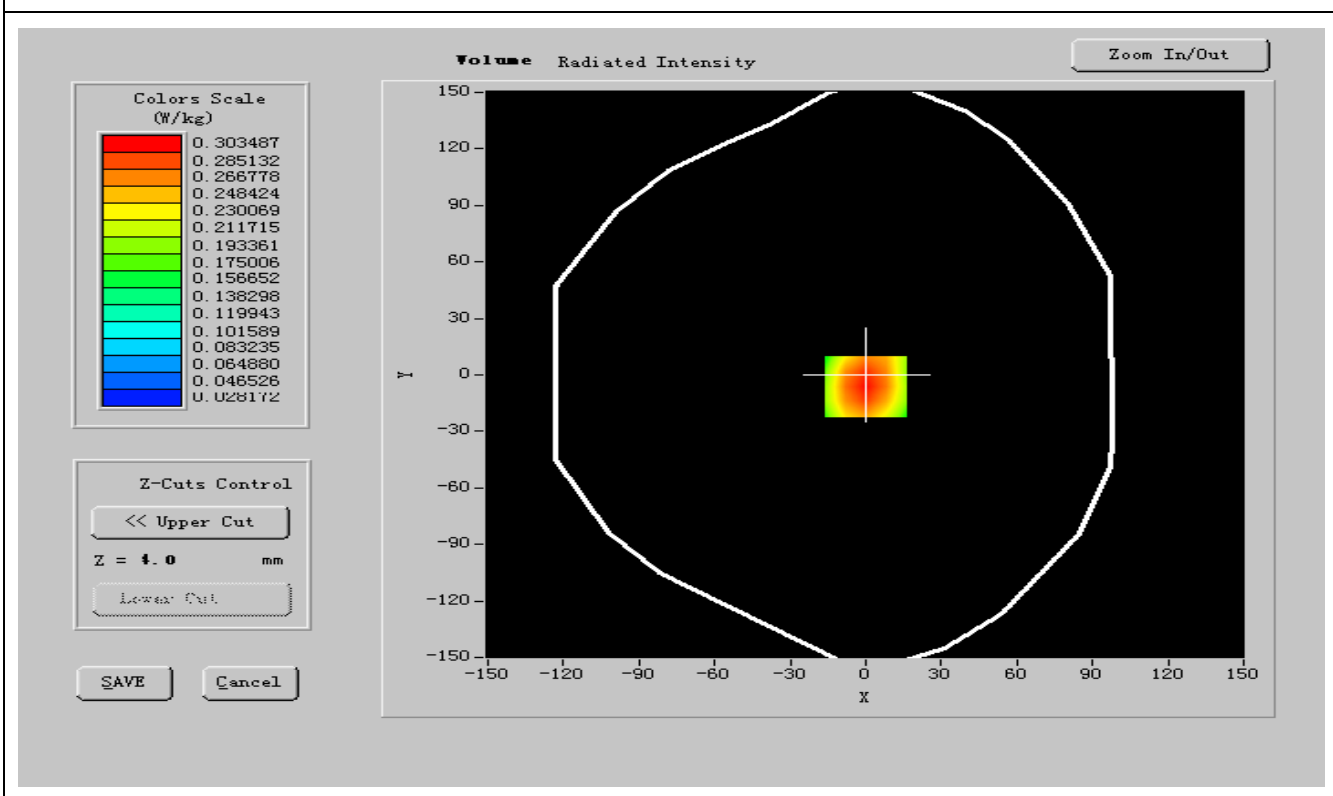 Volume Radiated Intensity
Zoom In/Out
Colors Scale
(W/kg)
0.303487
0.285132
0.266778
0.248424
0.230069
0.211715
0.193361
0.175006
0.156652
0.138298
0.119943
0.101589
0.083235
0.064880
0.046526
0.028172
Z-Cuts Control
<< Upper Cut
Z = 4.0 mm
Lower Cut
SAVE Cancel
150
120
90
60
30
0
-30
-60
-90
-120
-150
Y
-150 -120 -90 -60 -30 0 30 60 90 120 150
X